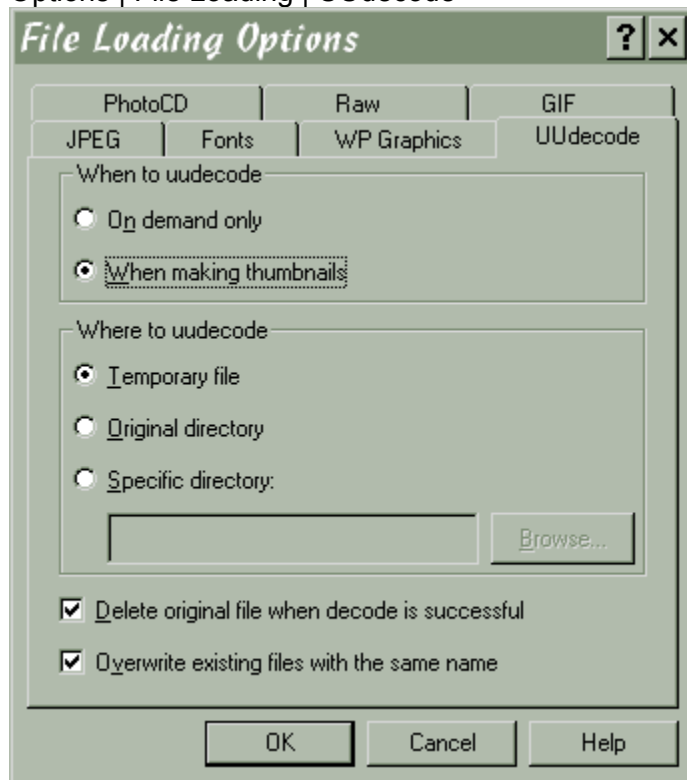 Options | File Loading | UUdecode
File Loading Options
PhotoCD Raw GIF
JPEG Fonts WP Graphics UUdecode
When to uudecode
On demand only
When making thumbnails
Where to uudecode
Temporary file
Original directory
Specific directory:
Browse...
Delete original file when decode is successful
Overwrite existing files with the same name
OK Cancel Help